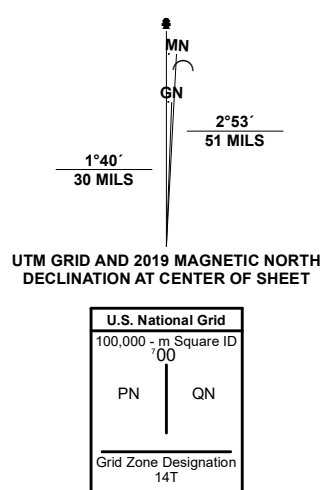 MN
GN
2°53´
51 MILS
1°40´
30 MILS
UTM GRID AND 2019 MAGNETIC NORTH
DECLINATION AT CENTER OF SHEET
U.S. National Grid
100,000 - m Square ID
⁷00
PN QN
Grid Zone Designation
14T